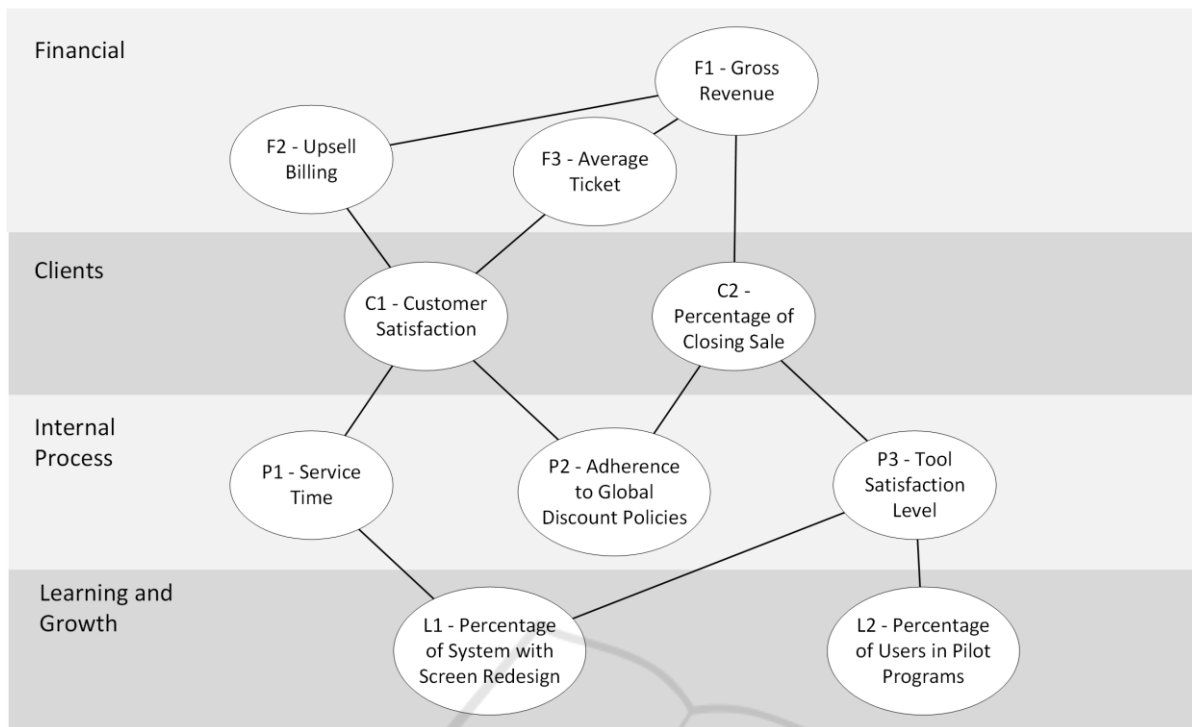 Financial
F1 - Gross
Revenue
F2 - Upsell
Billing
F3 - Average
Ticket
Clients
C1 - Customer
Satisfaction
C2 -
Percentage of
Closing Sale
Internal
Process
P1 - Service
Time
P2 - Adherence
to Global
Discount Policies
P3 - Tool
Satisfaction
Level
Learning and
Growth
L1 - Percentage
of System with
Screen Redesign
L2 - Percentage
of Users in Pilot
Programs